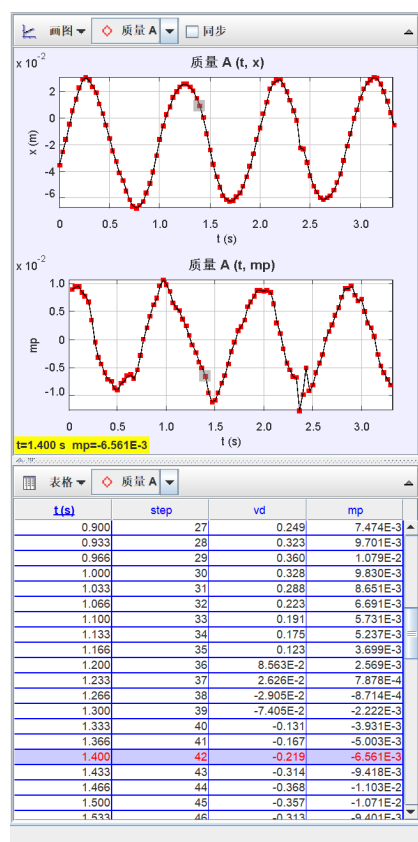 画图 质量 A 同步
x 10⁻² 质量 A (t, x)
2
0
-2
-4
-6
x (m)
0 0.5 1.0 1.5 2.0 2.5 3.0
t (s)
x 10⁻² 质量 A (t, mp)
1.0
0.5
0
-0.5
-1.0
mp
0 0.5 1.0 1.5 2.0 2.5 3.0
t (s)
t=1.400 s mp=-6.561E-3
表格 质量 A
t (s) step vd mp
0.900 27 0.249 7.474E-3
0.933 28 0.323 9.701E-3
0.966 29 0.360 1.079E-2
1.000 30 0.328 9.830E-3
1.033 31 0.288 8.651E-3
1.066 32 0.223 6.691E-3
1.100 33 0.191 5.731E-3
1.133 34 0.175 5.237E-3
1.166 35 0.123 3.699E-3
1.200 36 8.563E-2 2.569E-3
1.233 37 2.626E-2 7.878E-4
1.266 38 -2.905E-2 -8.714E-4
1.300 39 -7.405E-2 -2.222E-3
1.333 40 -0.131 -3.931E-3
1.366 41 -0.167 -5.003E-3
1.400 42 -0.219 -6.561E-3
1.433 43 -0.314 -9.418E-3
1.466 44 -0.368 -1.103E-2
1.500 45 -0.357 -1.071E-2
1.533 46 -0.313 -9.401E-3